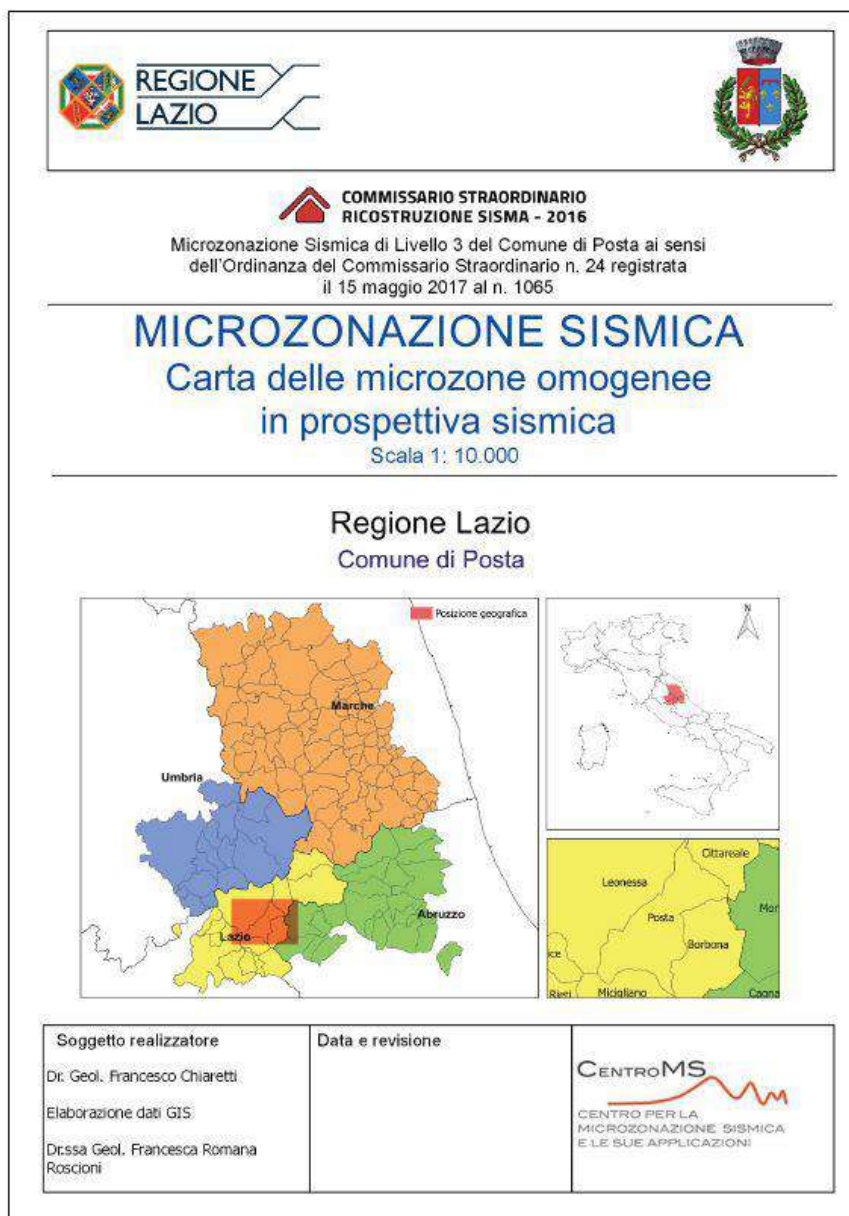 REGIONE
LAZIO
COMMISSARIO STRAORDINARIO
RICOSTRUZIONE SISMA - 2016
Microzonazione Sismica di Livello 3 del Comune di Posta ai sensi
dell'Ordinanza del Commissario Straordinario n. 24 registrata
il 15 maggio 2017 al n. 1065
MICROZONAZIONE SISMICA
Carta delle microzone omogenee
in prospettiva sismica
Scala 1: 10.000
Regione Lazio
Comune di Posta
Posizione geografica
Marche
Umbria
Abruzzo
Lazio
N
Cittareale
Leonessa
Posta
Mor
Borbona
ice
Rieti
Micigliano
Cagna
Soggetto realizzatore
Dr. Geol. Francesco Chiaretti
Elaborazione dati GIS
Dr.ssa Geol. Francesca Romana
Roscioni
Data e revisione
CENTROMS
CENTRO PER LA
MICROZONAZIONE SISMICA
E LE SUE APPLICAZIONI